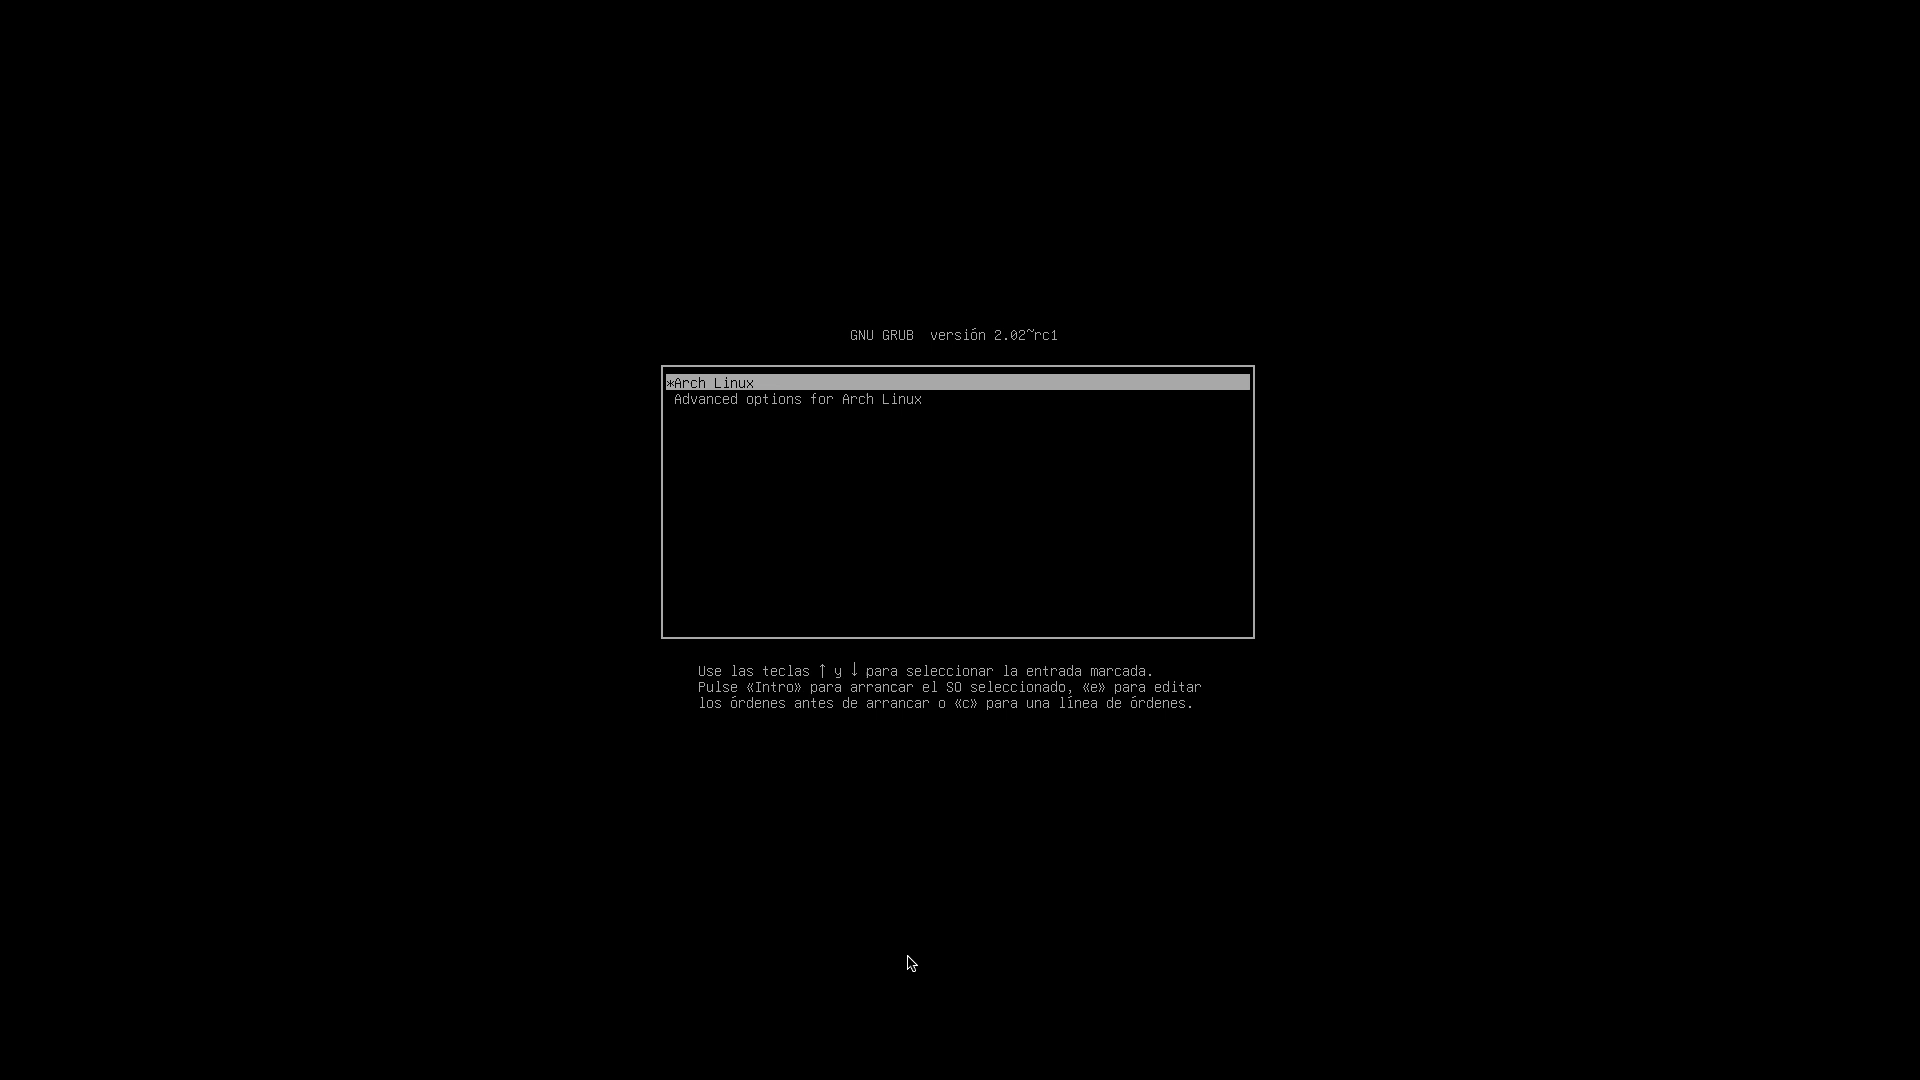 GNU GRUB  versión 2.02~rc1
*Arch Linux
Advanced options for Arch Linux
Use las teclas ↑ y ↓ para seleccionar la entrada marcada.
Pulse «Intro» para arrancar el SO seleccionado, «e» para editar
los órdenes antes de arrancar o «c» para una línea de órdenes.